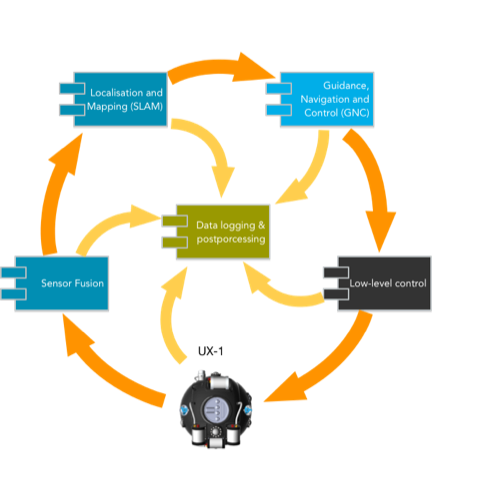 Localisation and
Mapping (SLAM)
Guidance,
Navigation and
Control (GNC)
Data logging &
postporcessing
Sensor Fusion
Low-level control
UX-1